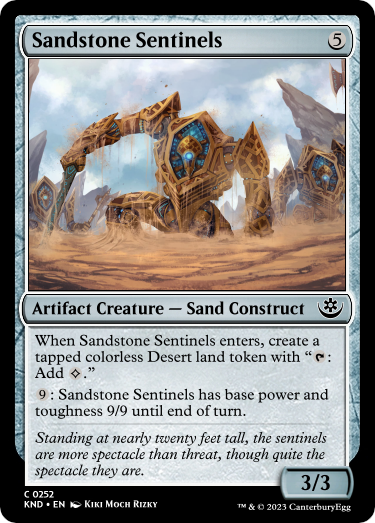 Sandstone Sentinels 5
Artifact Creature — Sand Construct
When Sandstone Sentinels enters, create a
tapped colorless Desert land token with “:
Add .”
9: Sandstone Sentinels has base power and
toughness 9/9 until end of turn.
Standing at nearly twenty feet tall, the sentinels
are more spectacle than threat, though quite the
spectacle they are.
3/3
C 0252
KND • EN Kiki Moch Rizky
™ & © 2023 CanterburyEgg